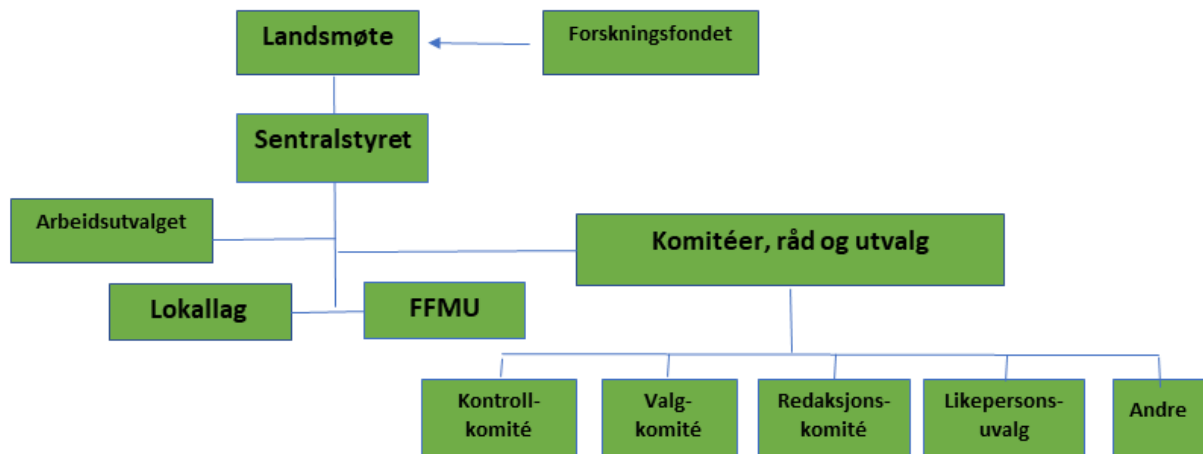 Landsmøte
Forskningsfondet
Sentralstyret
Arbeidsutvalget
Komitéer, råd og utvalg
Lokallag
FFMU
Kontroll-
komité
Valg-
komité
Redaksjons-
komité
Likepersons-
uvalg
Andre